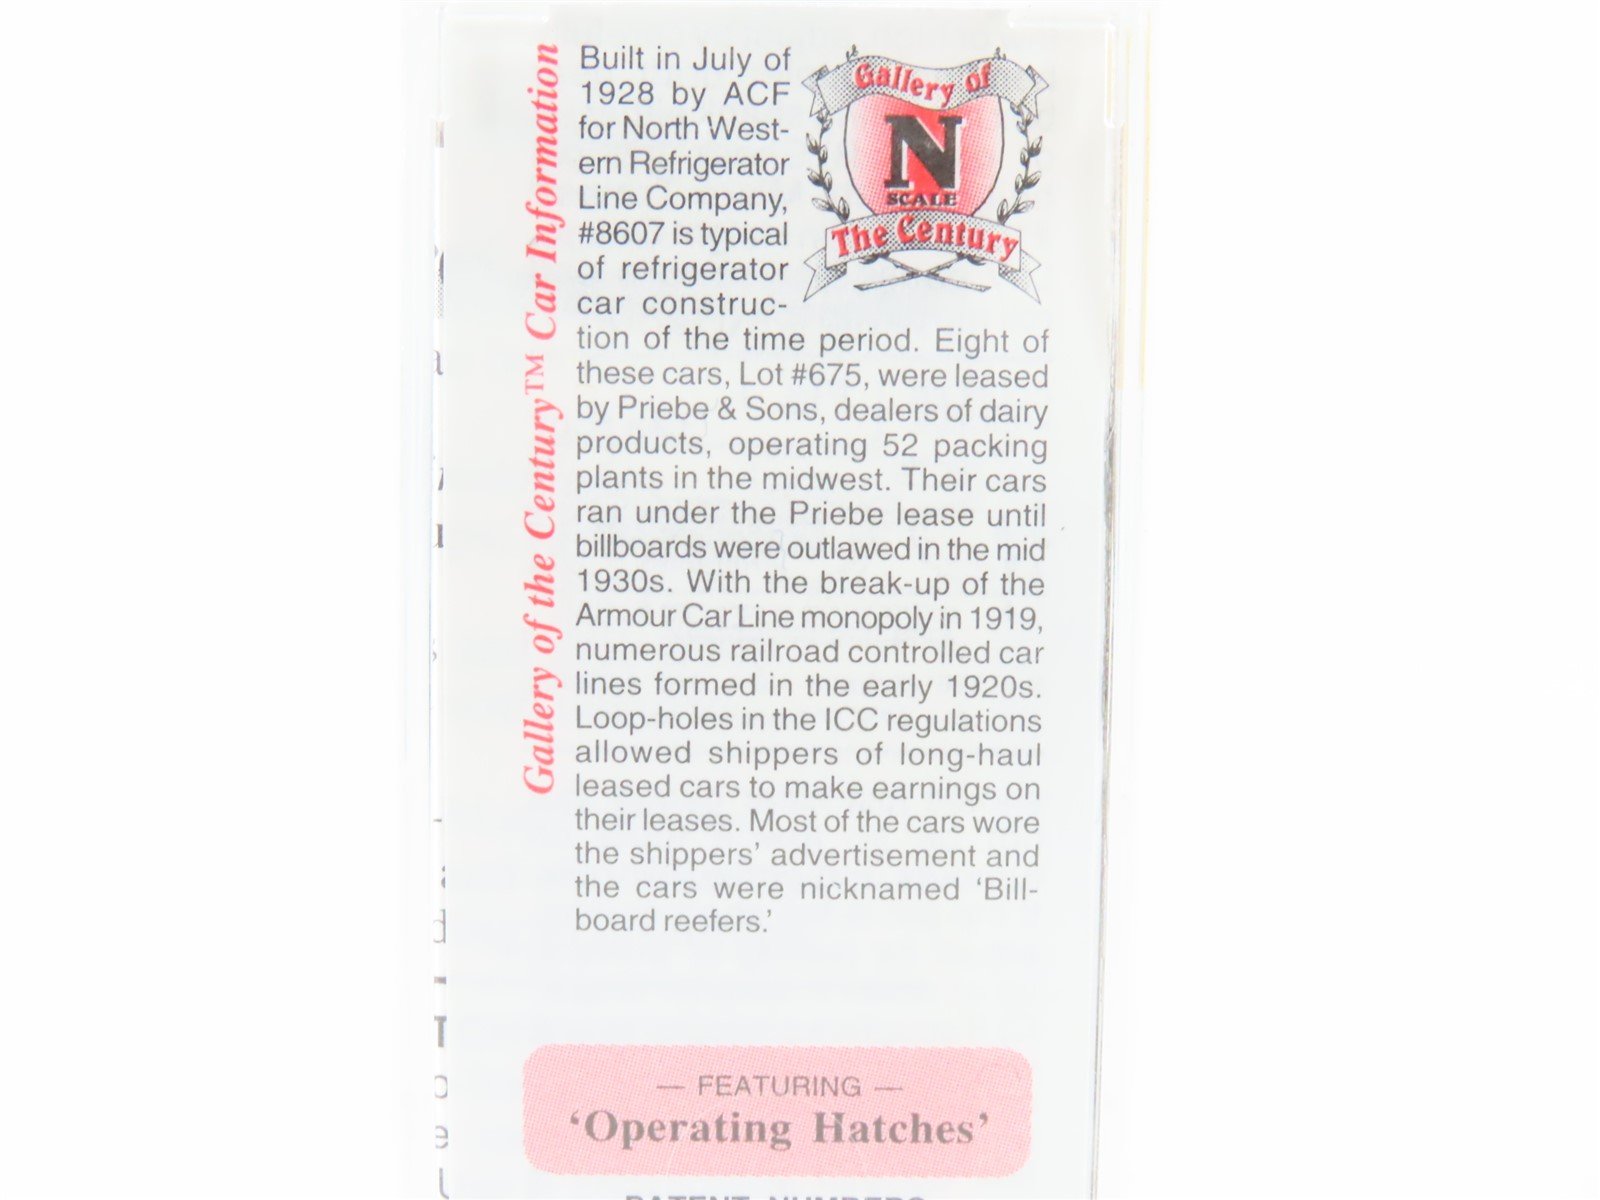 Gallery of the Century™ Car Information
Built in July of
1928 by ACF
for North West-
ern Refrigerator
Line Company,
#8607 is typical
of refrigerator
car construc-
tion of the time period. Eight of
these cars, Lot #675, were leased
by Priebe & Sons, dealers of dairy
products, operating 52 packing
plants in the midwest. Their cars
ran under the Priebe lease until
billboards were outlawed in the mid
1930s. With the break-up of the
Armour Car Line monopoly in 1919,
numerous railroad controlled car
lines formed in the early 1920s.
Loop-holes in the ICC regulations
allowed shippers of long-haul
leased cars to make earnings on
their leases. Most of the cars wore
the shippers' advertisement and
the cars were nicknamed 'Bill-
board reefers.'
Gallery of
N
SCALE
The Century
— FEATURING —
'Operating Hatches'
PATENT NUMBERS